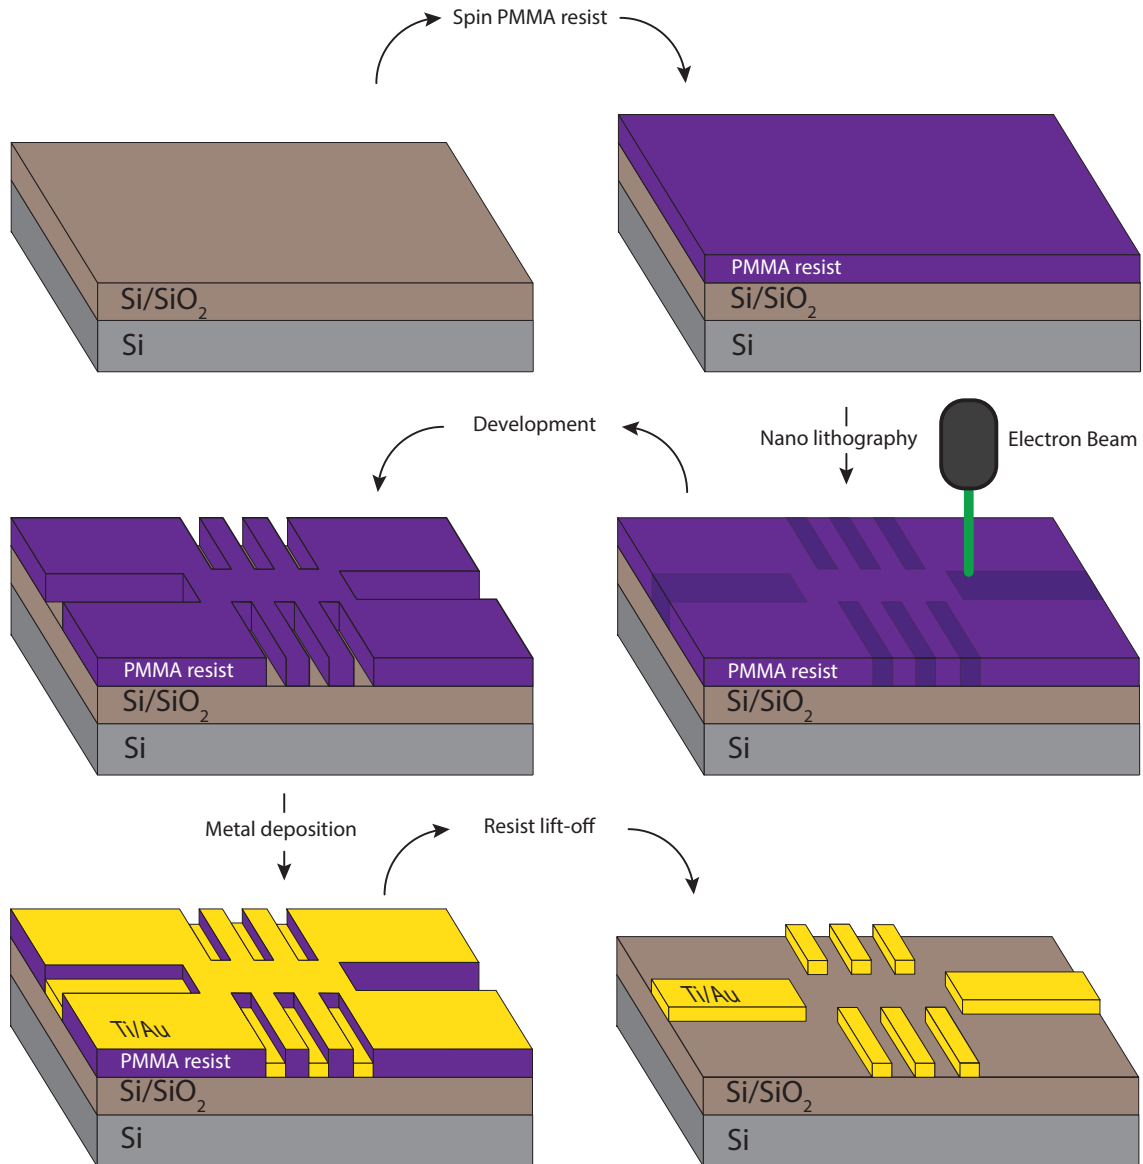 Spin PMMA resist
Si/SiO2
Si
PMMA resist
Si/SiO2
Si
Nano lithography
Electron Beam
Development
PMMA resist
Si/SiO2
Si
PMMA resist
Si/SiO2
Si
Metal deposition
Resist lift-off
Ti/Au
PMMA resist
Si/SiO2
Si
Ti/Au
Si/SiO2
Si